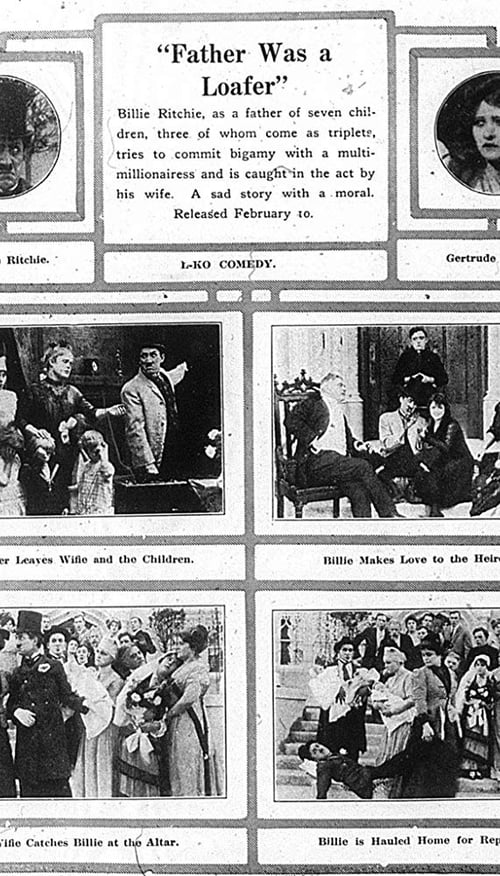 “Father Was a
Loafer”
Billie Ritchie, as a father of seven chil-
dren, three of whom come as triplets,
tries to commit bigamy with a multi-
millionairess and is caught in the act by
his wife. A sad story with a moral.
Released February 10.
Ritchie.
L-KO COMEDY.
Gertrude
er Leaves Wifie and the Children.
Billie Makes Love to the Heire
Wifie Catches Billie at the Altar.
Billie is Hauled Home for Rep